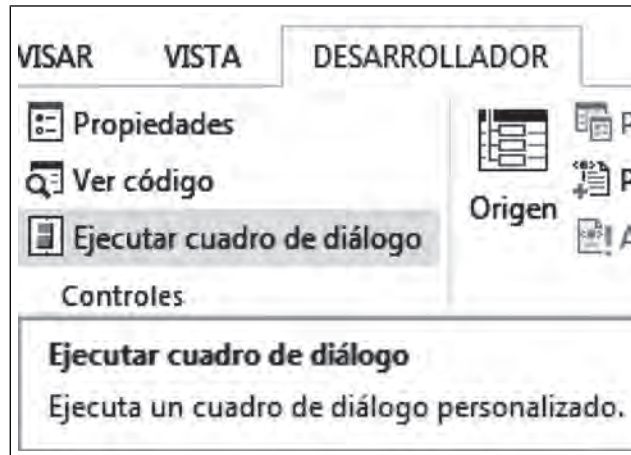 VISAR VISTA DESARROLLADOR
Propiedades
Ver código
Ejecutar cuadro de diálogo
Origen
Controles
Ejecutar cuadro de diálogo
Ejecuta un cuadro de diálogo personalizado.